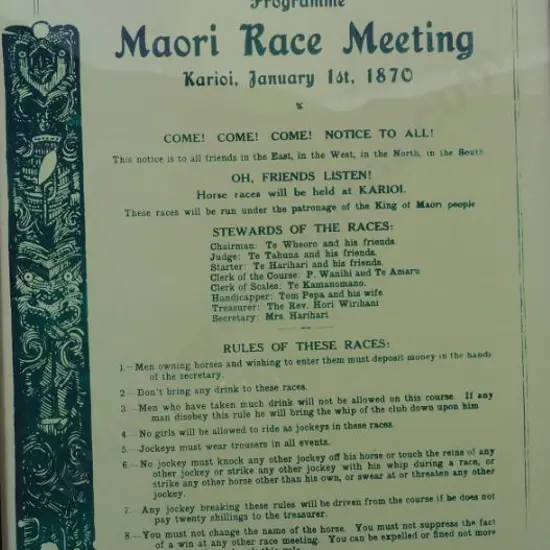 Programme
Maori Race Meeting
Karioi, January 1st, 1870
COME! COME! COME! NOTICE TO ALL!
This notice is to all friends in the East, in the West, in the North, in the South
OH, FRIENDS LISTEN!
Horse races will be held at KARIOI.
These races will be run under the patronage of the King of Maori people
STEWARDS OF THE RACES:
Chairman: Te Wheoro and his friends.
Judge: Te Tahuna and his friends.
Starter: Te Harihari and his friends.
Clerk of the Course: P. Wanihi and Te Amaru
Clerk of Scales: Te Kamanomano.
Handicapper: Tom Pepa and his wife
Treasurer: The Rev. Hori Wirihani
Secretary: Mrs. Harihari
RULES OF THESE RACES:
1.—Men owning horses and wishing to enter them must deposit money in the hands
of the secretary.
2—Don't bring any drink to these races.
3—Men who have taken much drink will not be allowed on this course. If any
man disobey this rule he will bring the whip of the club down upon him
4—No girls will be allowed to ride as jockeys in these races.
5—Jockeys must wear trousers in all events.
6—No jockey must knock any other jockey off his horse or touch the reins of any
other jockey or strike any other jockey with his whip during a race, or
strike any other horse other than his own, or swear at or threaten any other
jockey.
7—Any jockey breaking these rules will be driven from the course if he does not
pay twenty shillings to the treasurer.
8—You must not change the name of the horse. You must not suppress the fact
of a win at any other race meeting. You can be expelled or fined not more